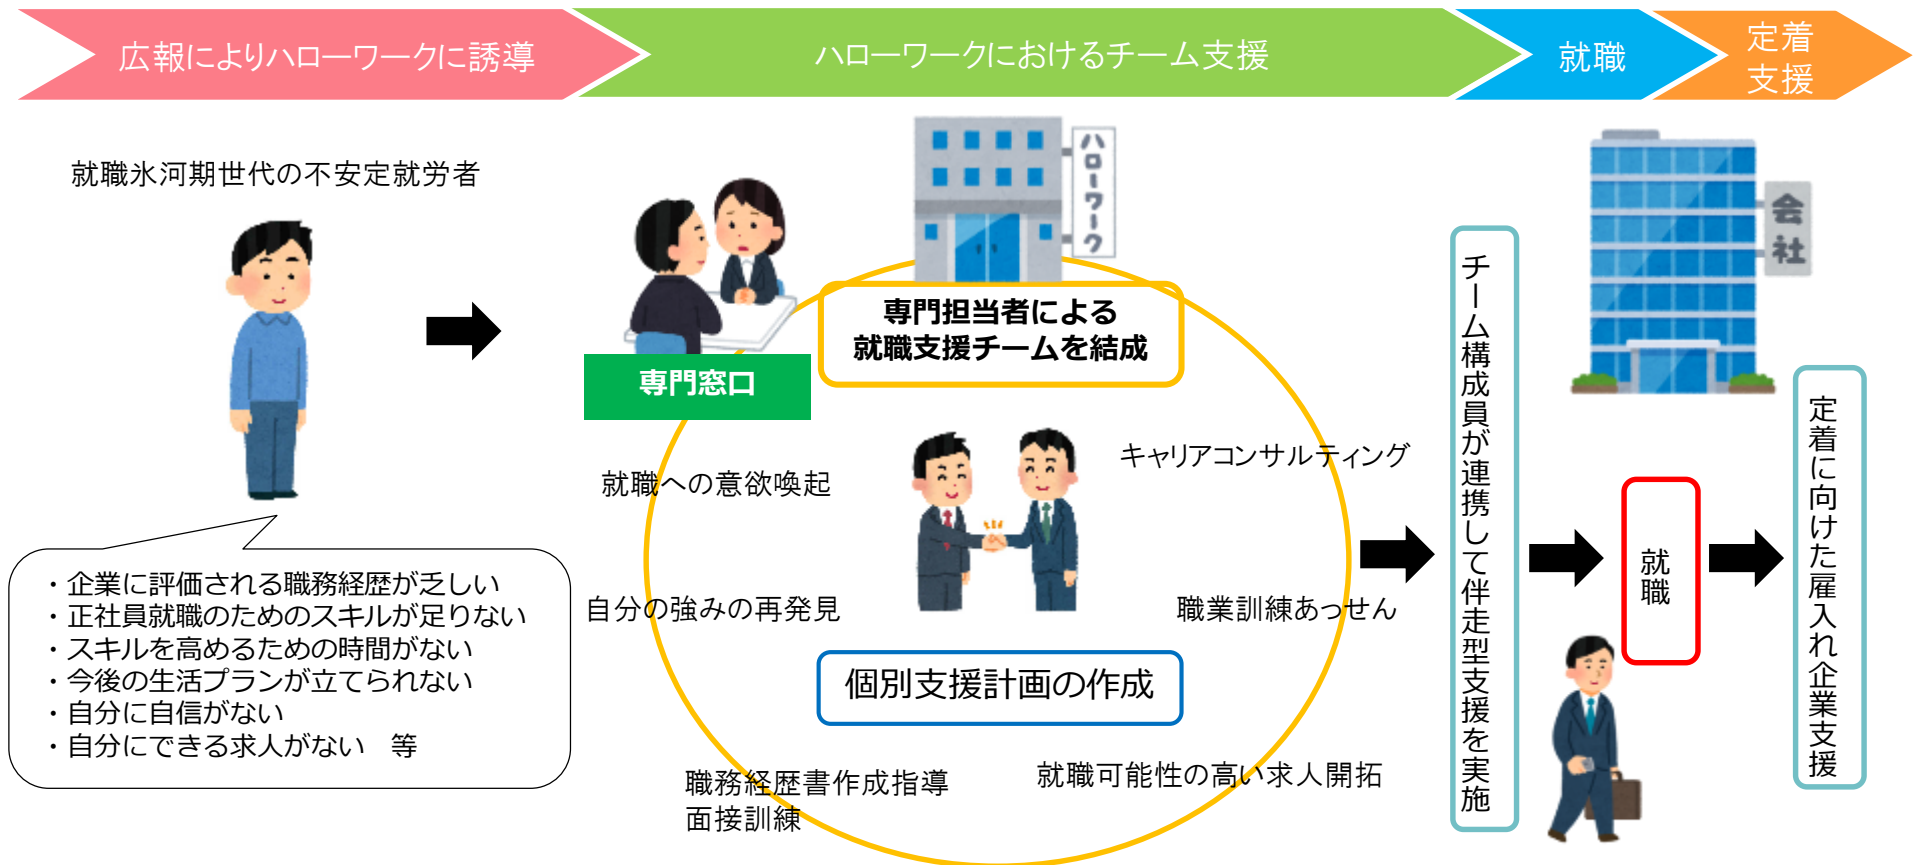 広報によりハローワークに誘導
ハローワークにおけるチーム支援
就職
定着
支援
就職氷河期世代の不安定就労者
・企業に評価される職務経歴が乏しい
・正社員就職のためのスキルが足りない
・スキルを高めるための時間がない
・今後の生活プランが立てられない
・自分に自信がない
・自分にできる求人がない　等
ハローワーク
専門窓口
専門担当者による
就職支援チームを結成
就職への意欲喚起
キャリアコンサルティング
自分の強みの再発見
職業訓練あっせん
個別支援計画の作成
職務経歴書作成指導
面接訓練
就職可能性の高い求人開拓
チーム構成員が連携して伴走型支援を実施
会社
就職
定着に向けた雇入れ企業支援